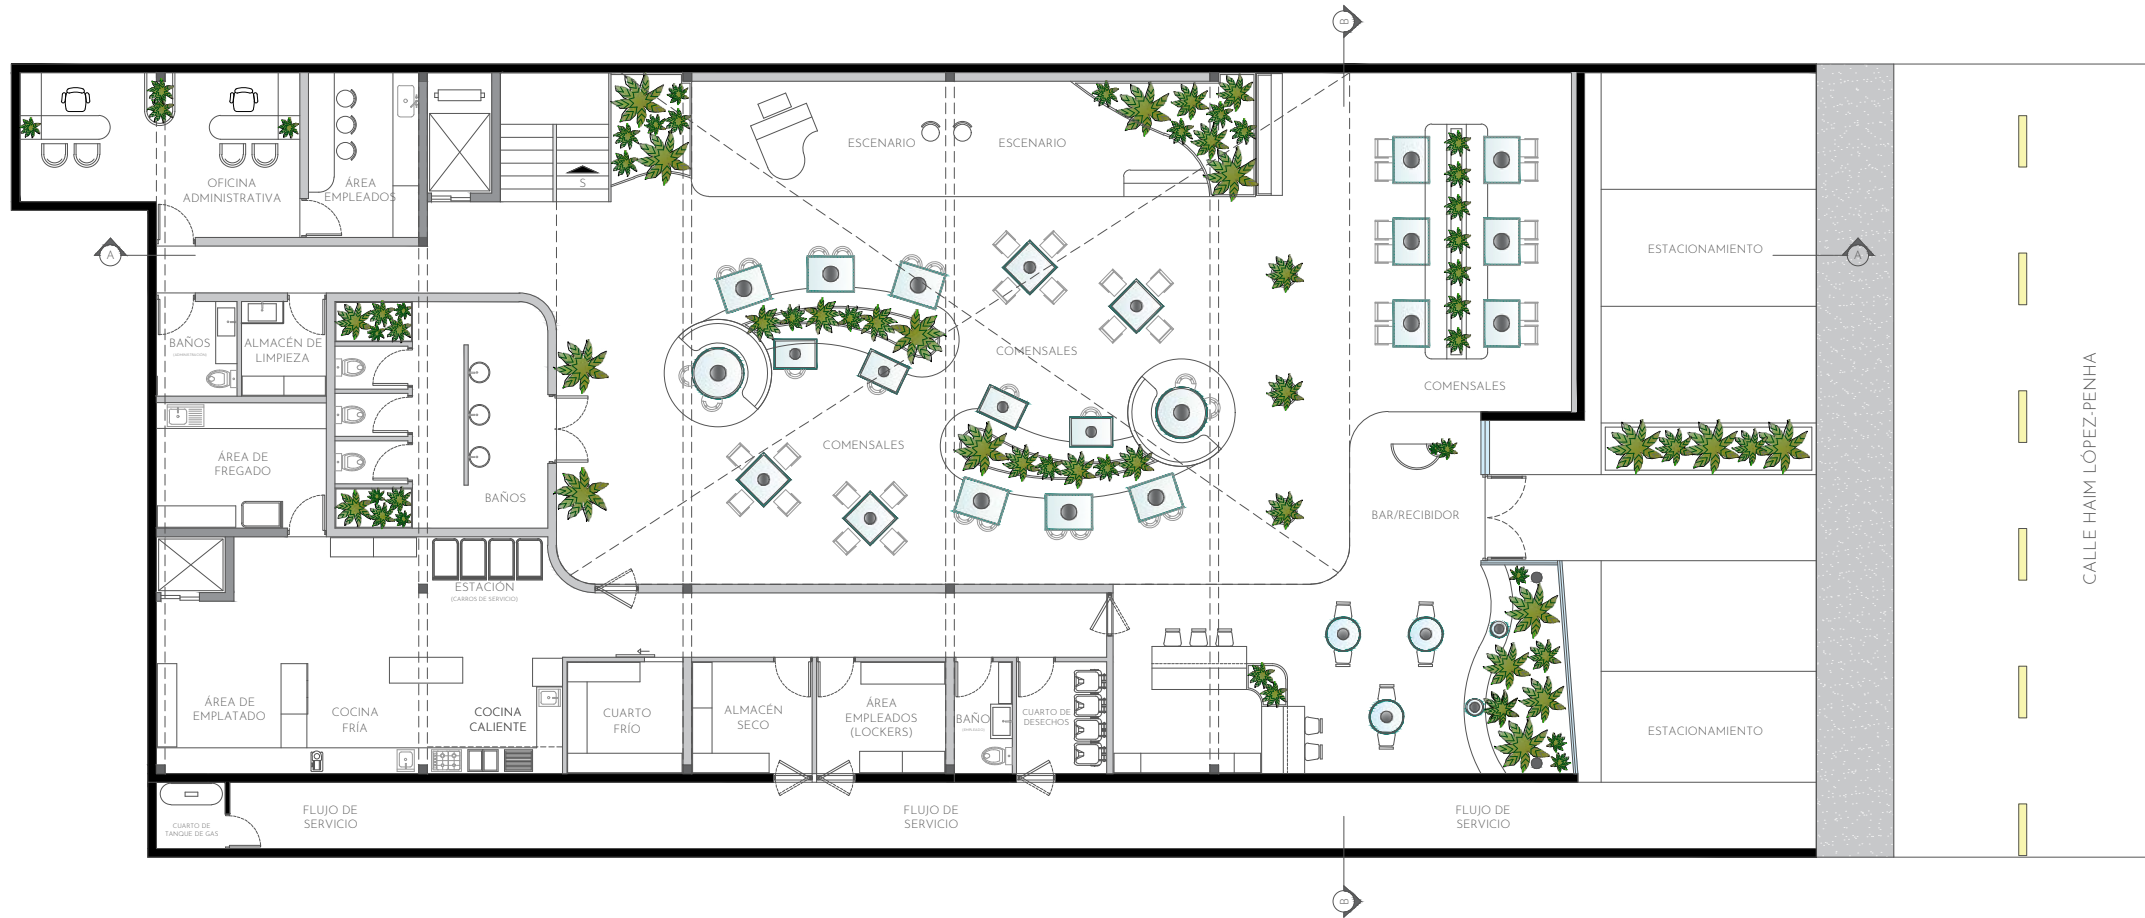 B
ESCENARIO
ESCENARIO
S
OFICINA
ADMINISTRATIVA
ÁREA
EMPLEADOS
A
ESTACIONAMIENTO
A
BAÑOS
ALMACÉN DE
LIMPIEZA
COMENSALES
COMENSALES
COMENSALES
ÁREA DE
FREGADO
BAÑOS
BAR/RECIBIDOR
CALLE HAIM LÓPEZ-PENHA
ESTACIÓN
(CARROS DE SERVICIO)
ÁREA DE
EMPLATADO
COCINA
FRÍA
COCINA
CALIENTE
CUARTO
FRÍO
ALMACÉN
SECO
ÁREA
EMPLEADOS
(LOCKERS)
BAÑO
CUARTO DE
DESECHOS
ESTACIONAMIENTO
CUARTO DE
TANQUE DE GAS
FLUJO DE
SERVICIO
FLUJO DE
SERVICIO
FLUJO DE
SERVICIO
B